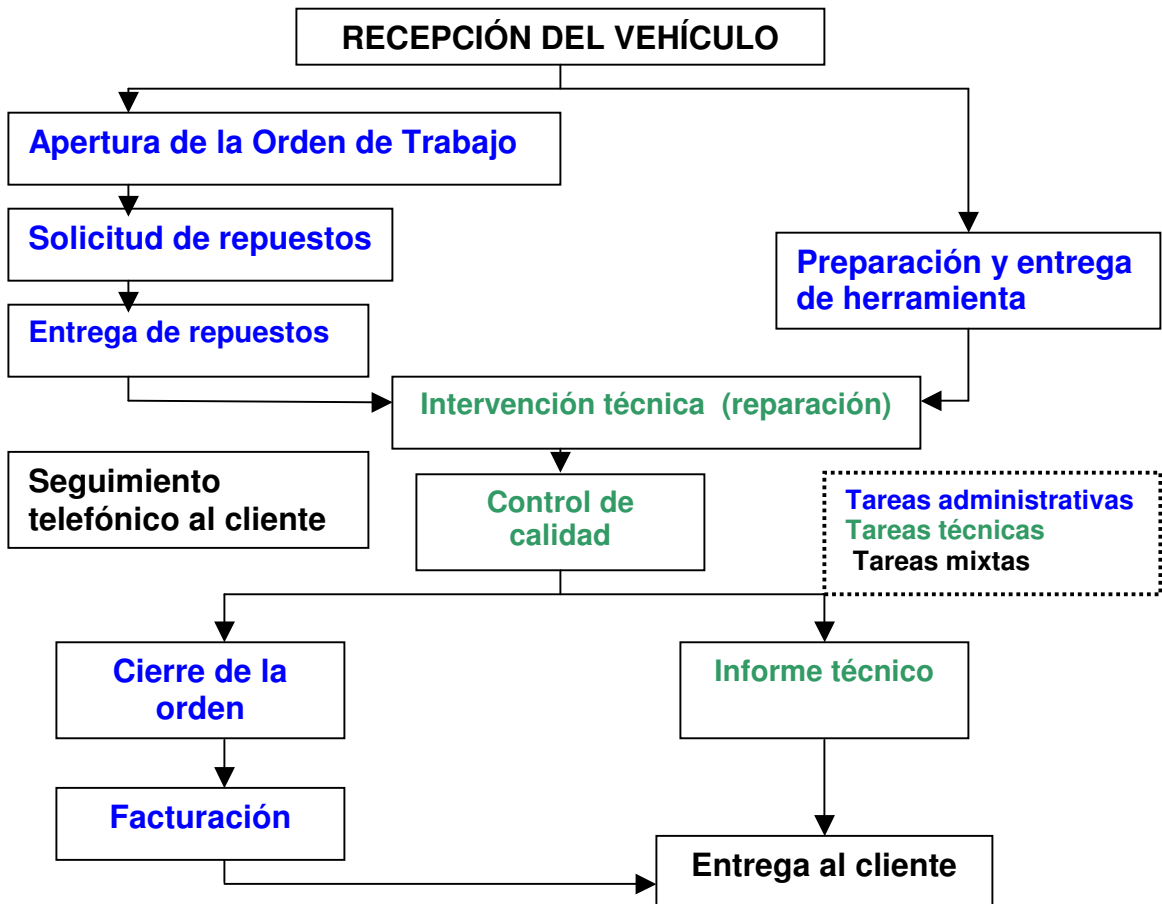 RECEPCIÓN DEL VEHÍCULO
Apertura de la Orden de Trabajo
Solicitud de repuestos
Preparación y entrega
de herramienta
Entrega de repuestos
Intervención técnica (reparación)
Seguimiento
telefónico al cliente
Control de
calidad
Tareas administrativas
Tareas técnicas
Tareas mixtas
Cierre de la
orden
Informe técnico
Facturación
Entrega al cliente